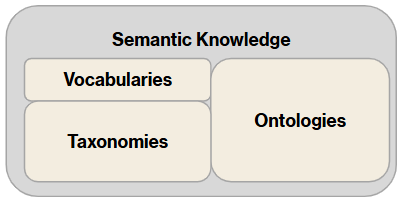 Semantic Knowledge
Vocabularies
Taxonomies
Ontologies